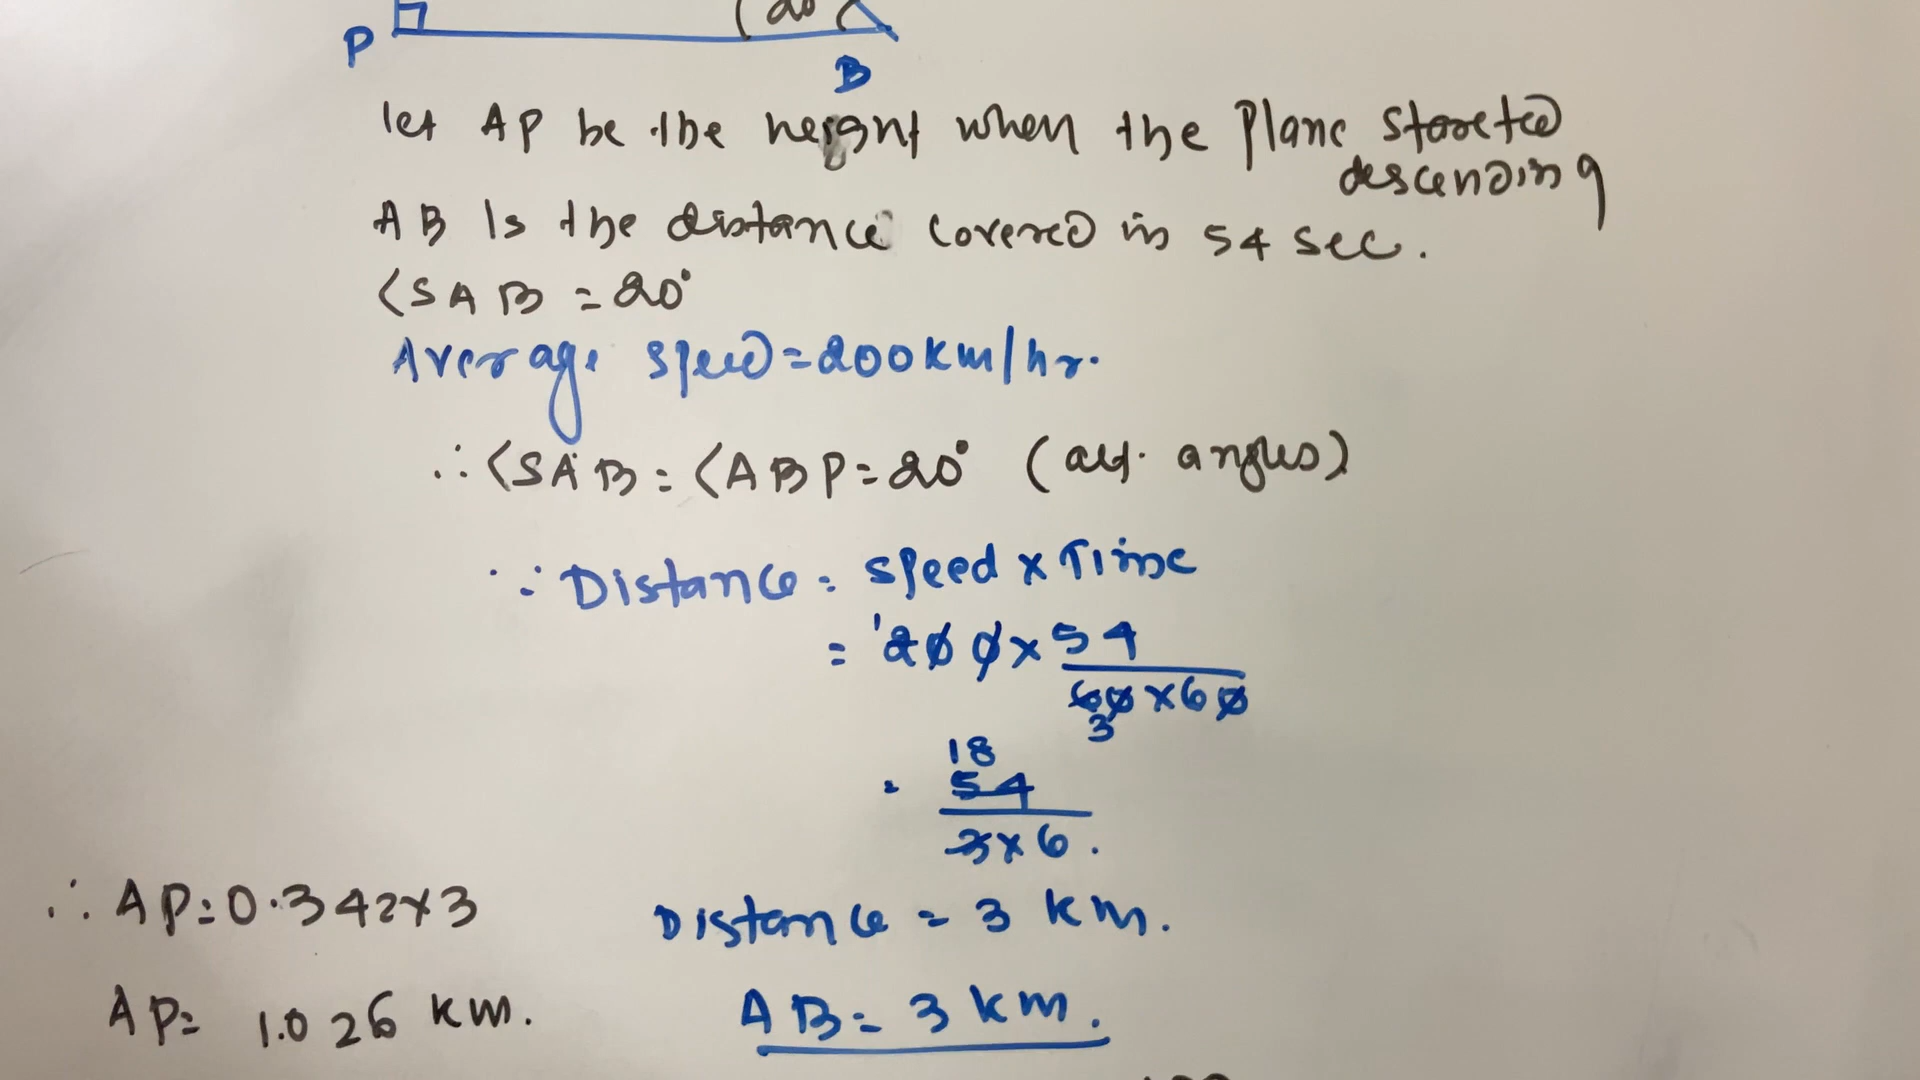 20
P
B
let AP be the height when the plane started
descending
AB Is the distance covered in 54 sec.
<SAB = 20°
Average speed = 200km/hr.
∴ <SAB = <ABP = 20° (alt. angles)
∵ Distance = speed x Time
= 200 x 54
60 x 60
3
18
= 54
3 x 6.
∴ AP = 0.342 x 3
Distance = 3 km.
AP = 1.026 km.
AB = 3 km.